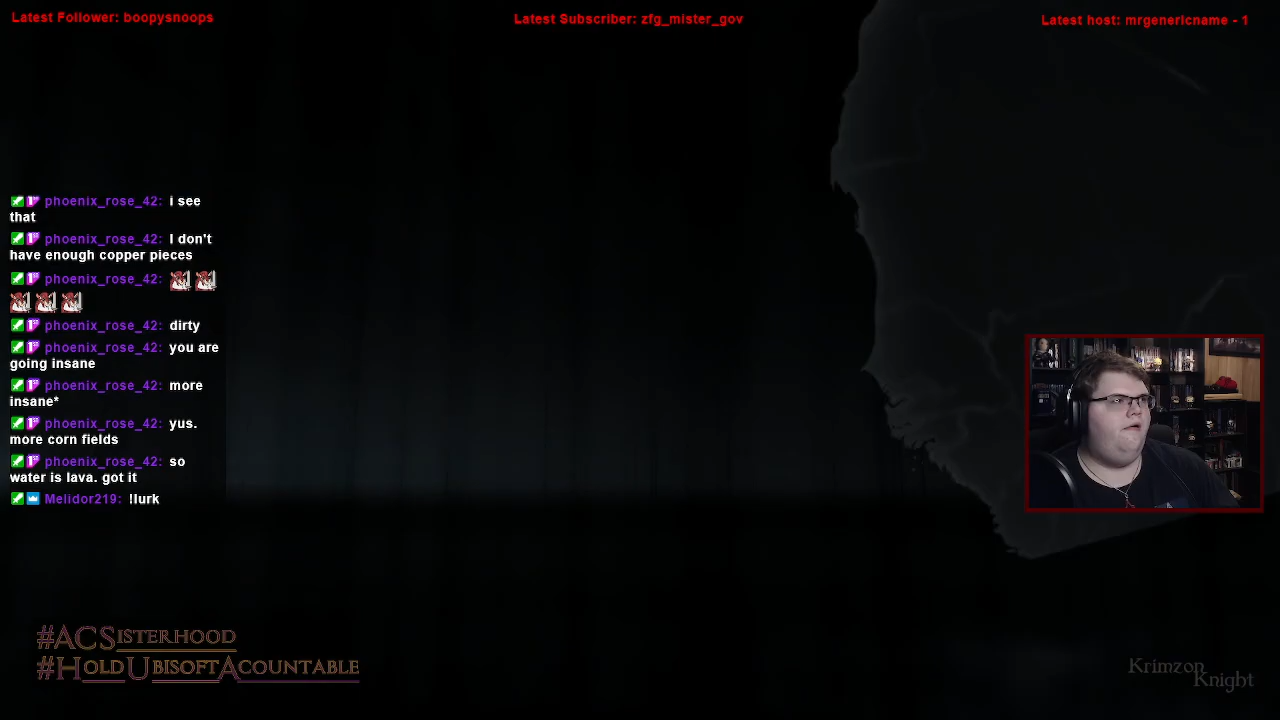 Latest Follower: boopysnoops
Latest Subscriber: zfg_mister_gov
Latest host: mrgenericname - 1
phoenix_rose_42: i see
that
phoenix_rose_42: I don't
have enough copper pieces
phoenix_rose_42:
phoenix_rose_42: dirty
phoenix_rose_42: you are
going insane
phoenix_rose_42: more
insane*
phoenix_rose_42: yus.
more corn fields
phoenix_rose_42: so
water is lava. got it
Melidor219: !lurk
#ACSisterhood
#HoldUbisoftAcountable
Krimzon
Knight